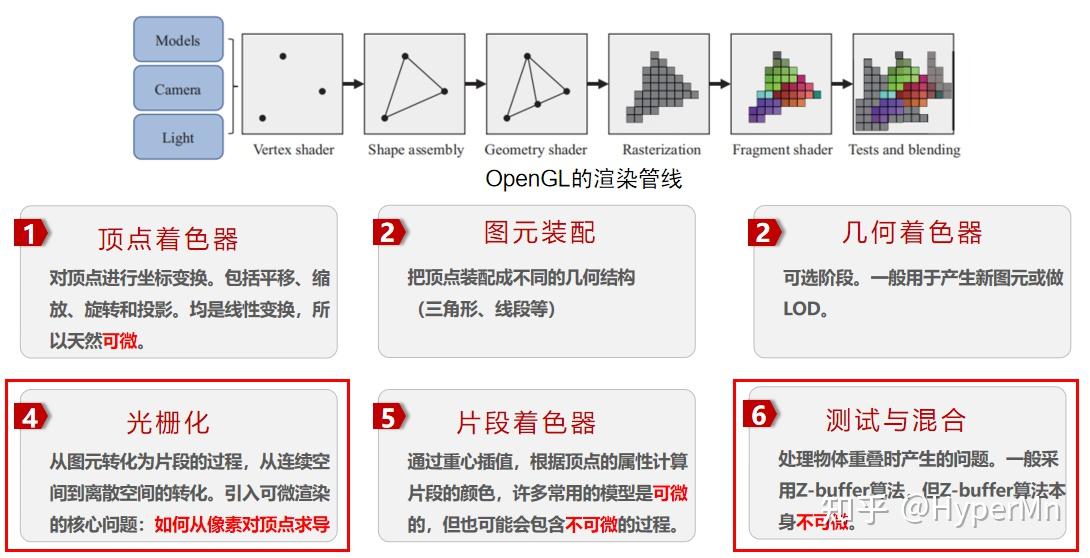 Models
Camera
Light
Vertex shader
Shape assembly
Geometry shader
Rasterization
Fragment shader
Tests and blending
OpenGL的渲染管线
1
顶点着色器
对顶点进行坐标变换。包括平移、缩
放、旋转和投影。均是线性变换，所
以天然可微。
2
图元装配
把顶点装配成不同的几何结构
（三角形、线段等）
2
几何着色器
可选阶段。一般用于产生新图元或做
LOD。
4
光栅化
从图元转化为片段的过程，从连续空
间到离散空间的转化。引入可微渲染
的核心问题：如何从像素对顶点求导
5
片段着色器
通过重心插值，根据顶点的属性计算
片段的颜色，许多常用的模型是可微
的，但也可能会包含不可微的过程。
6
测试与混合
处理物体重叠时产生的问题。一般采
用Z-buffer算法。但Z-buffer算法本
身不可微。
知乎 @HyperMn